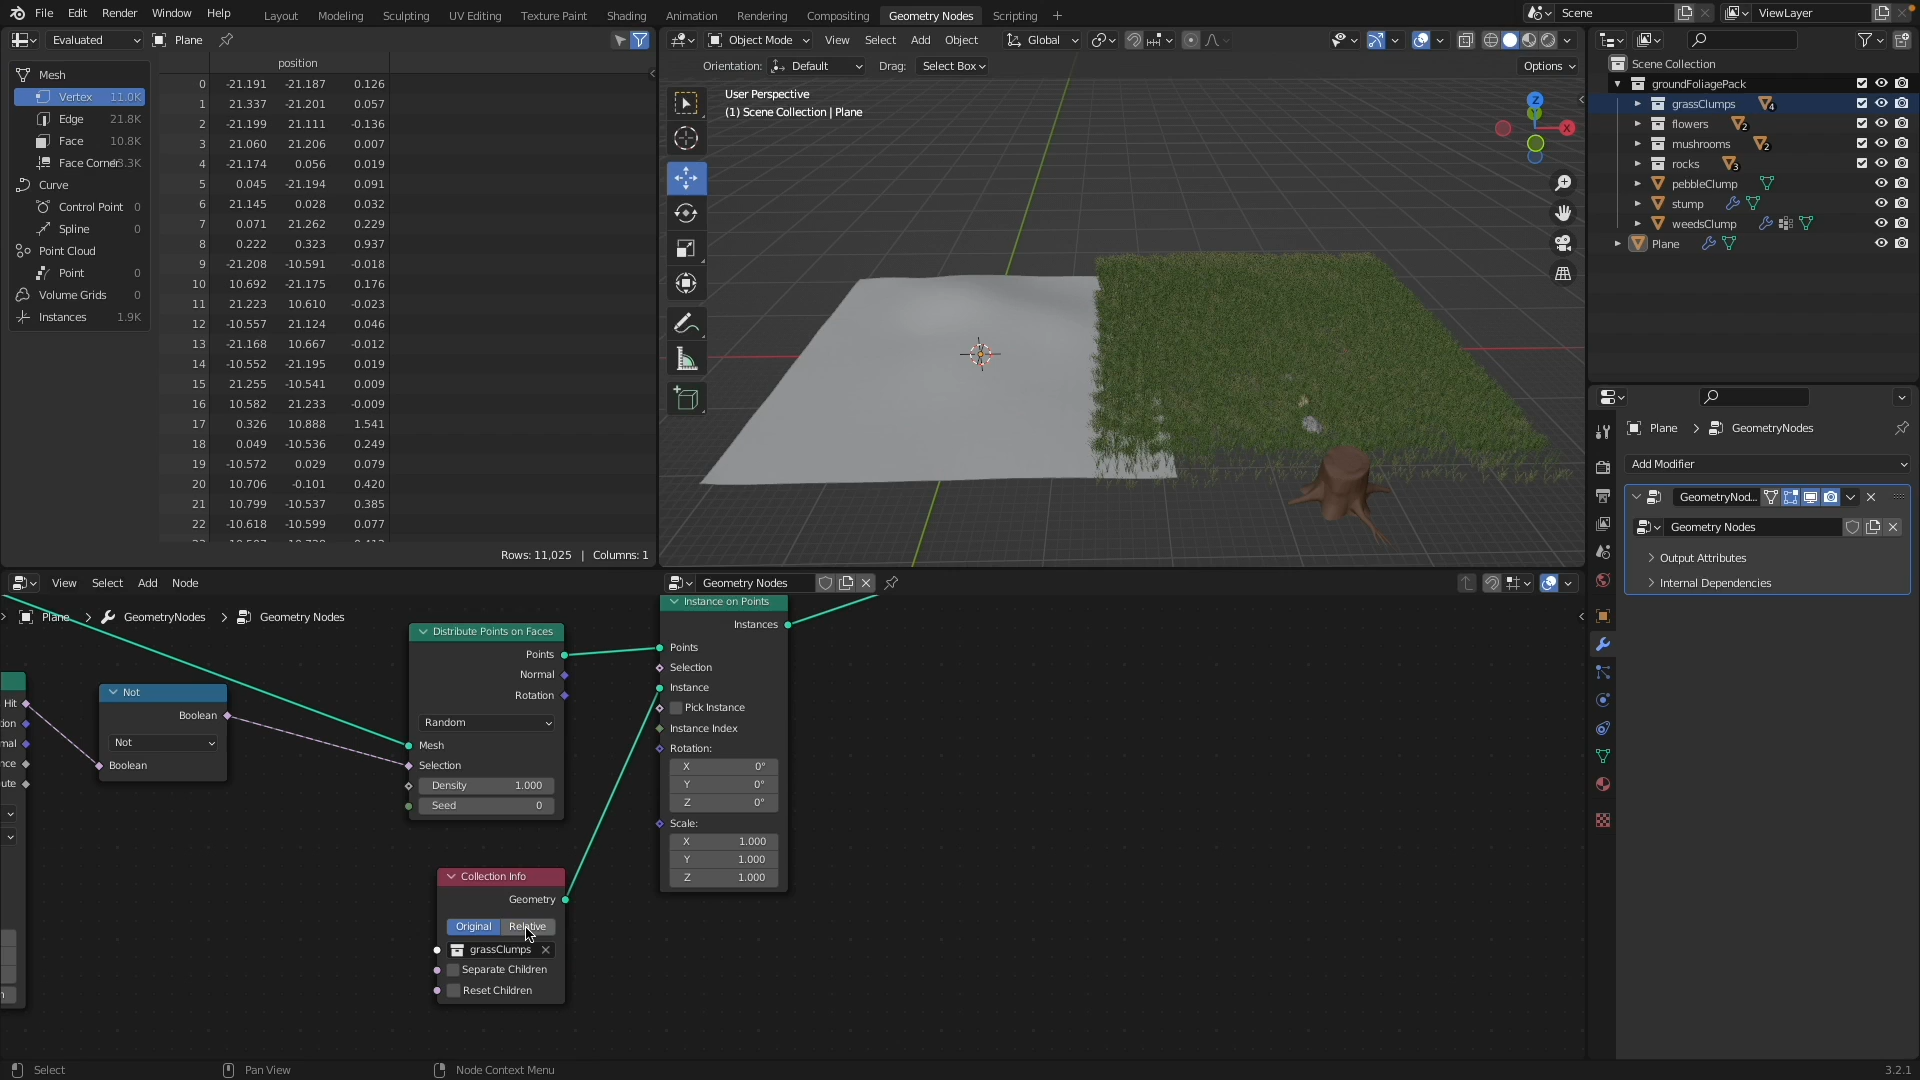 File Edit Render Window Help Layout Modeling Sculpting UV Editing Texture Paint Shading Animation Rendering Compositing Geometry Nodes Scripting + Scene ViewLayer
Evaluated Plane
Object Mode View Select Add Object Global
position
Mesh
Vertex 11.0K
Edge 21.8K
Face 10.8K
Face Corner
Curve
Control Point 0
Spline 0
Point Cloud
Point 0
Volume Grids 0
Instances 1.9K
0 -21.191 -21.187 0.126
1 21.337 -21.201 0.057
2 -21.199 21.111 -0.136
3 21.060 21.206 0.007
4 -21.174 0.056 0.019
5 0.045 -21.194 0.091
6 21.145 0.028 0.032
7 0.071 21.262 0.229
8 0.222 0.323 0.937
9 -21.208 -10.591 -0.018
10 10.692 -21.175 0.176
11 21.223 10.610 -0.023
12 -10.557 21.124 0.046
13 -21.168 10.667 -0.012
14 -10.552 -21.195 0.019
15 21.255 -10.541 0.009
16 10.582 21.233 -0.009
17 0.326 10.888 1.541
18 0.049 -10.536 0.249
19 -10.572 0.029 0.079
20 10.706 -0.101 0.420
21 10.799 -10.537 0.385
22 -10.618 -10.599 0.077
Rows: 11,025 | Columns: 1
Orientation: Default Drag: Select Box Options
User Perspective
(1) Scene Collection | Plane
Z
Y
X
Scene Collection
groundFoliagePack
grassClumps 4
flowers 2
mushrooms 2
rocks 3
pebbleClump
stump
weedsClump
Plane
Plane > GeometryNodes
Add Modifier
GeometryNod...
Geometry Nodes
Output Attributes
Internal Dependencies
View Select Add Node Geometry Nodes
Plane > GeometryNodes > Geometry Nodes
Hit
Not
Boolean
Not
Boolean
Distribute Points on Faces
Points
Normal
Rotation
Random
Mesh
Selection
Density 1.000
Seed 0
Collection Info
Geometry
Original Relative
grassClumps
Separate Children
Reset Children
Instance on Points
Instances
Points
Selection
Instance
Pick Instance
Instance Index
Rotation:
X 0°
Y 0°
Z 0°
Scale:
X 1.000
Y 1.000
Z 1.000
Select Pan View Node Context Menu 3.2.1